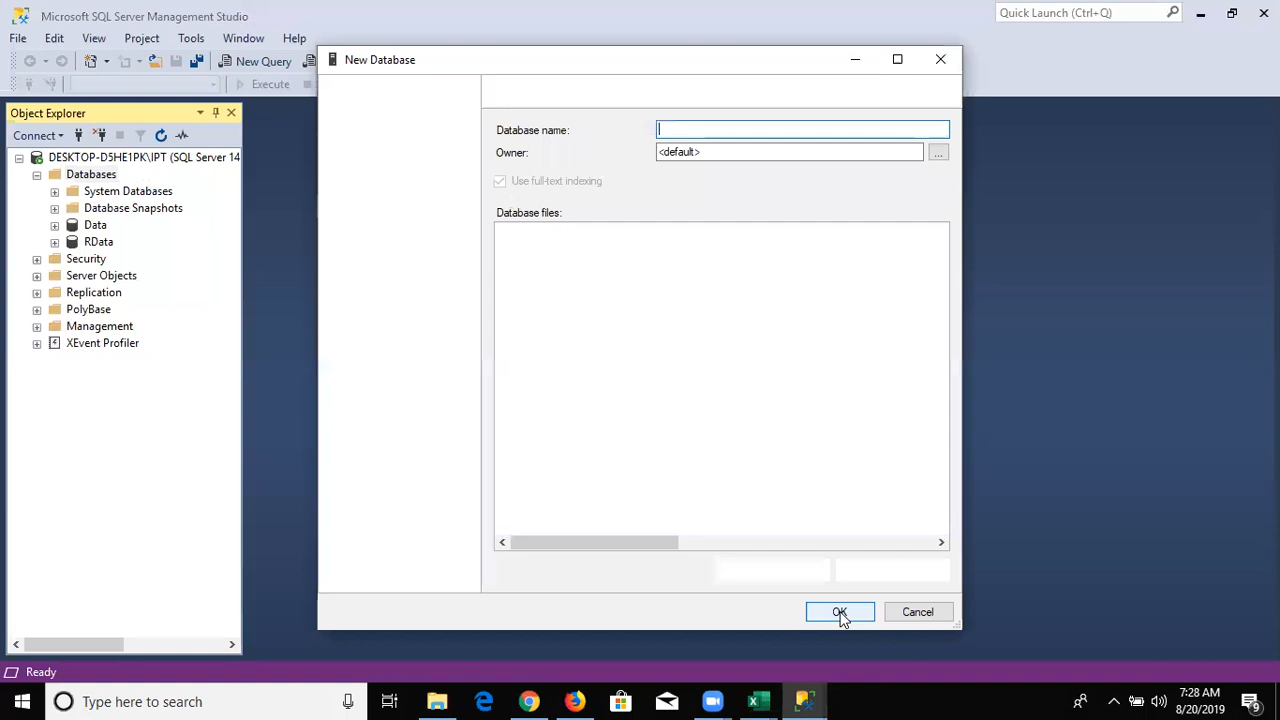 Microsoft SQL Server Management Studio
Quick Launch (Ctrl+Q)
File Edit View Project Tools Window Help
New Query
Execute
New Database
Database name:
Owner: <default> ...
Use full-text indexing
Database files:
OK Cancel
Object Explorer
Connect
DESKTOP-D5HE1PK\IPT (SQL Server 14
Databases
System Databases
Database Snapshots
Data
RData
Security
Server Objects
Replication
PolyBase
Management
XEvent Profiler
Ready
Type here to search
7:28 AM
8/20/2019
9